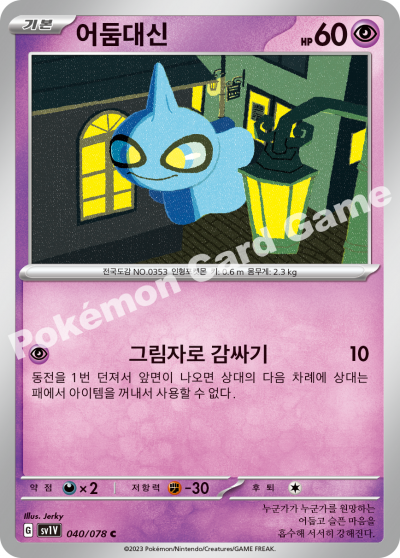 기본 어둠대신 HP 60
전국도감 NO.0353 인형포켓몬 키: 0.6 m 몸무게: 2.3 kg
Pokémon Card Game
그림자로 감싸기 10
동전을 1번 던져서 앞면이 나오면 상대의 다음 차례에 상대는
패에서 아이템을 꺼내서 사용할 수 없다.
약점 ×2 저항력 -30 후퇴
Illus. Jerky
G sv1V 040/078 C
누군가가 누군가를 원망하는
어둡고 슬픈 마음을
흡수해 서서히 강해진다.
©2023 Pokémon/Nintendo/Creatures/GAME FREAK.